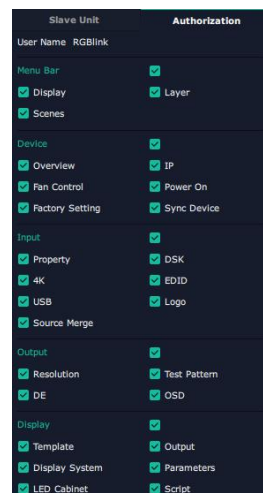 Slave Unit Authorization
User Name RGBlink
Menu Bar
Display Layer
Scenes
Device
Overview IP
Fan Control Power On
Factory Setting Sync Device
Input
Property DSK
4K EDID
USB Logo
Source Merge
Output
Resolution Test Pattern
DE OSD
Display
Template Output
Display System Parameters
LED Cabinet Script